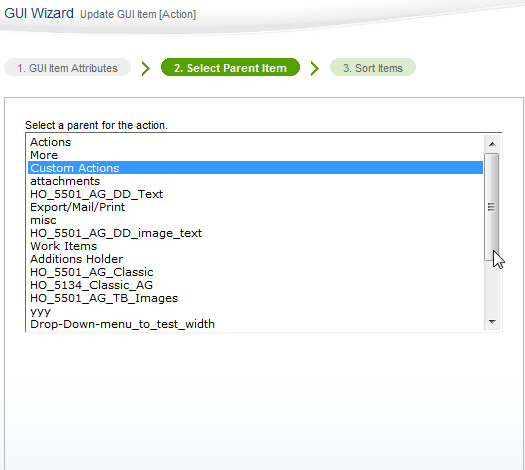 GUI Wizard Update GUI Item [Action]
1. GUI Item Attributes 2. Select Parent Item 3. Sort Items
Select a parent for the action.
Actions
More
Custom Actions
attachments
HO_5501_AG_DD_Text
Export/Mail/Print
misc
HO_5501_AG_DD_image_text
Work Items
Additions Holder
HO_5501_AG_Classic
HO_5134_Classic_AG
HO_5501_AG_TB_Images
yyy
Drop-Down-menu_to_test_width